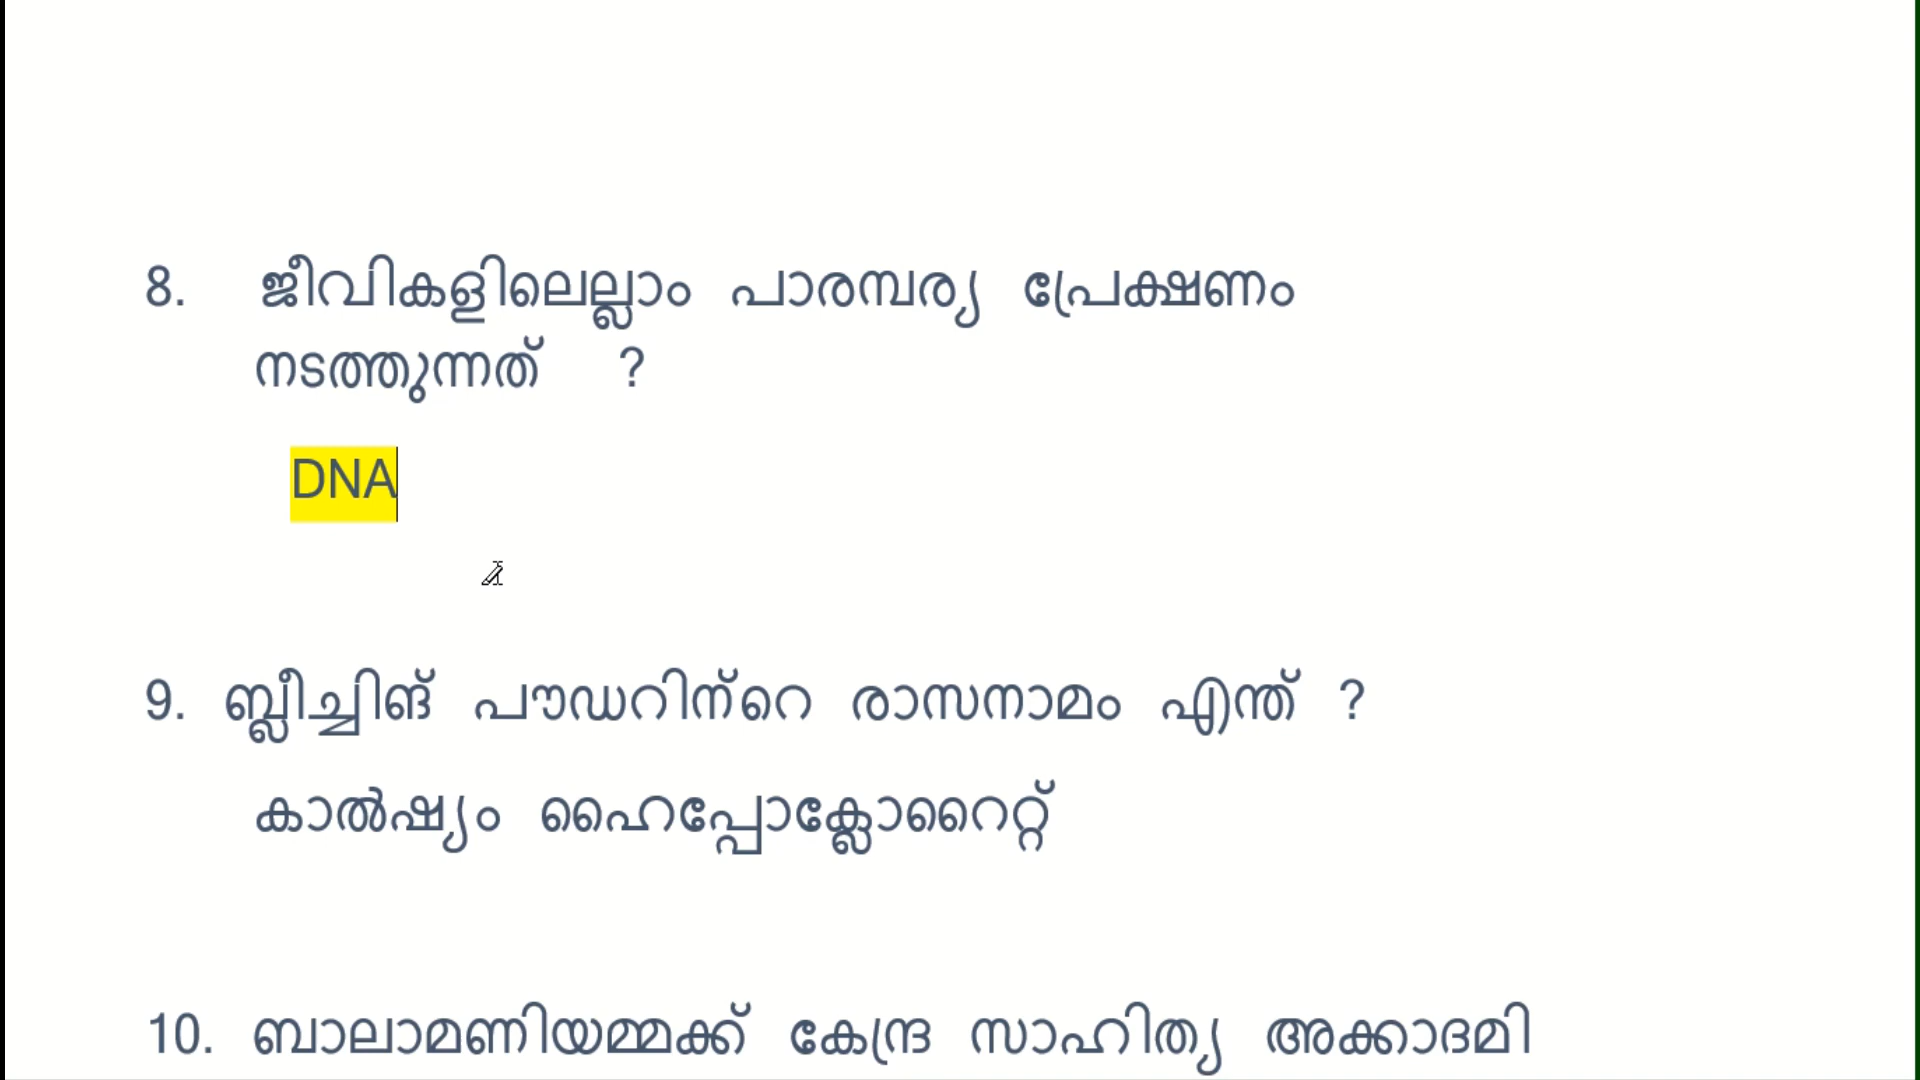 8. ജീവികളിലെല്ലാം പാരമ്പര്യ പ്രേക്ഷണം
നടത്തുന്നത് ?
DNA
9. ബ്ലീച്ചിങ് പൗഡറിന്റെ രാസനാമം എന്ത് ?
കാൽഷ്യം ഹൈപ്പോക്ലോറൈറ്റ്
10. ബാലാമണിയമ്മക്ക് കേന്ദ്ര സാഹിത്യ അക്കാദമി